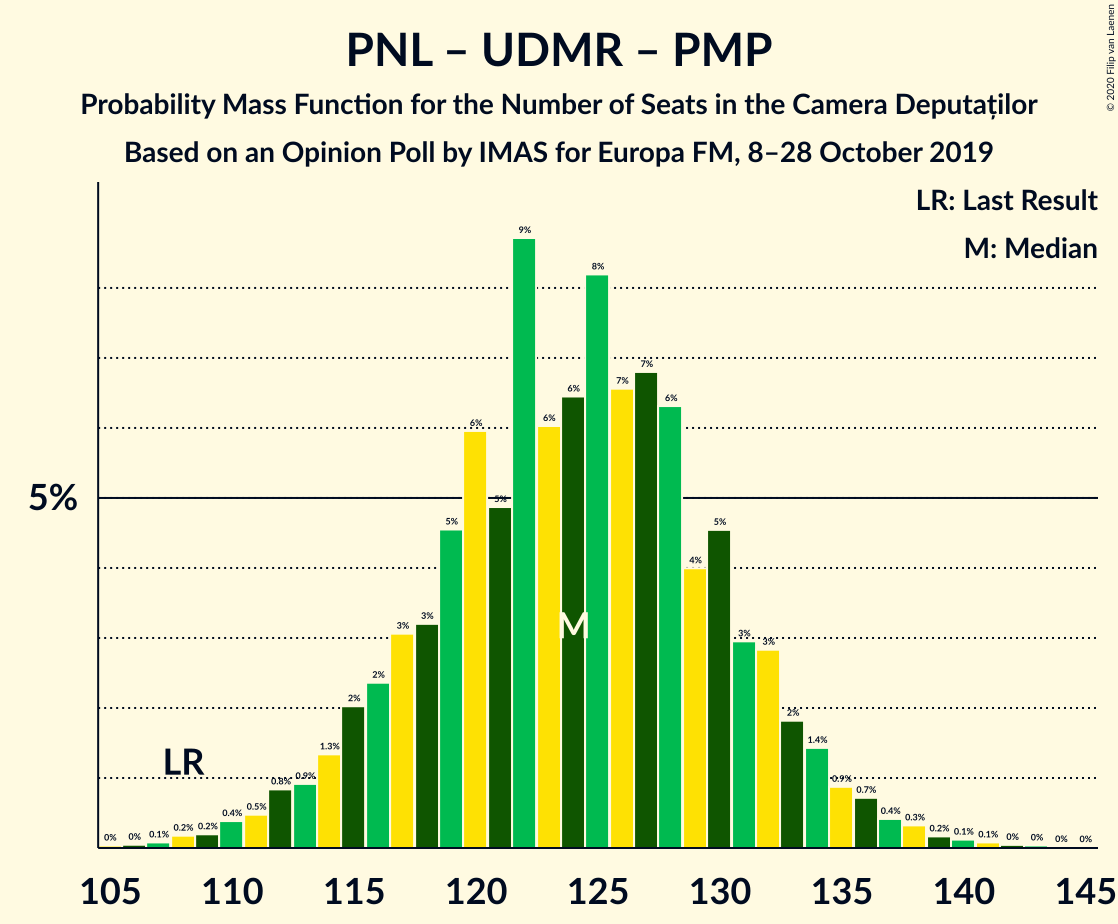 PNL – UDMR – PMP
Probability Mass Function for the Number of Seats in the Camera Deputaților
Based on an Opinion Poll by IMAS for Europa FM, 8–28 October 2019
© 2020 Filip van Laenen
LR: Last Result
M: Median
5%
0% 0% 0.1% 0.2% 0.2% 0.4% 0.5% 0.8% 0.9% 1.3% 2% 2% 3% 3% 5% 6% 5% 9% 6% 6% 8% 7% 7% 6% 4% 5% 3% 3% 2% 1.4% 0.9% 0.7% 0.4% 0.3% 0.2% 0.1% 0.1% 0% 0% 0% 0%
M
LR
105 110 115 120 125 130 135 140 145